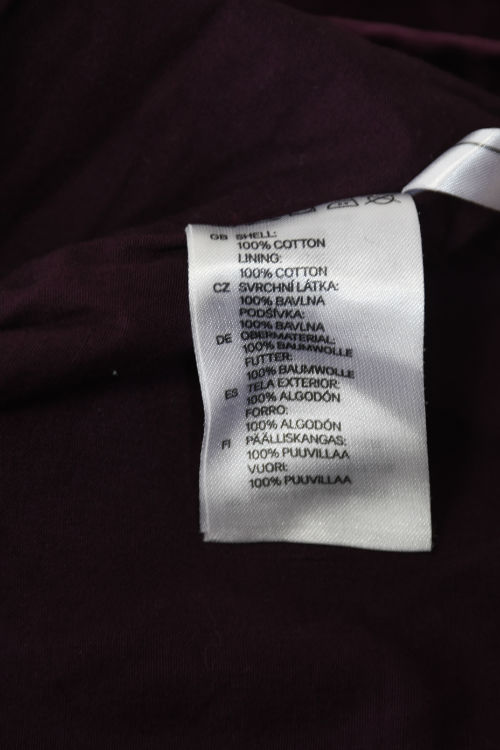 GB SHELL:
100% COTTON
LINING:
100% COTTON
CZ SVRCHNÍ LÁTKA:
100% BAVLNA
PODŠÍVKA:
100% BAVLNA
DE OBERMATERIAL:
100% BAUMWOLLE
FUTTER:
100% BAUMWOLLE
ES TELA EXTERIOR:
100% ALGODÓN
FORRO:
100% ALGODÓN
FI PÄÄLLISKANGAS:
100% PUUVILLAA
VUORI:
100% PUUVILLAA